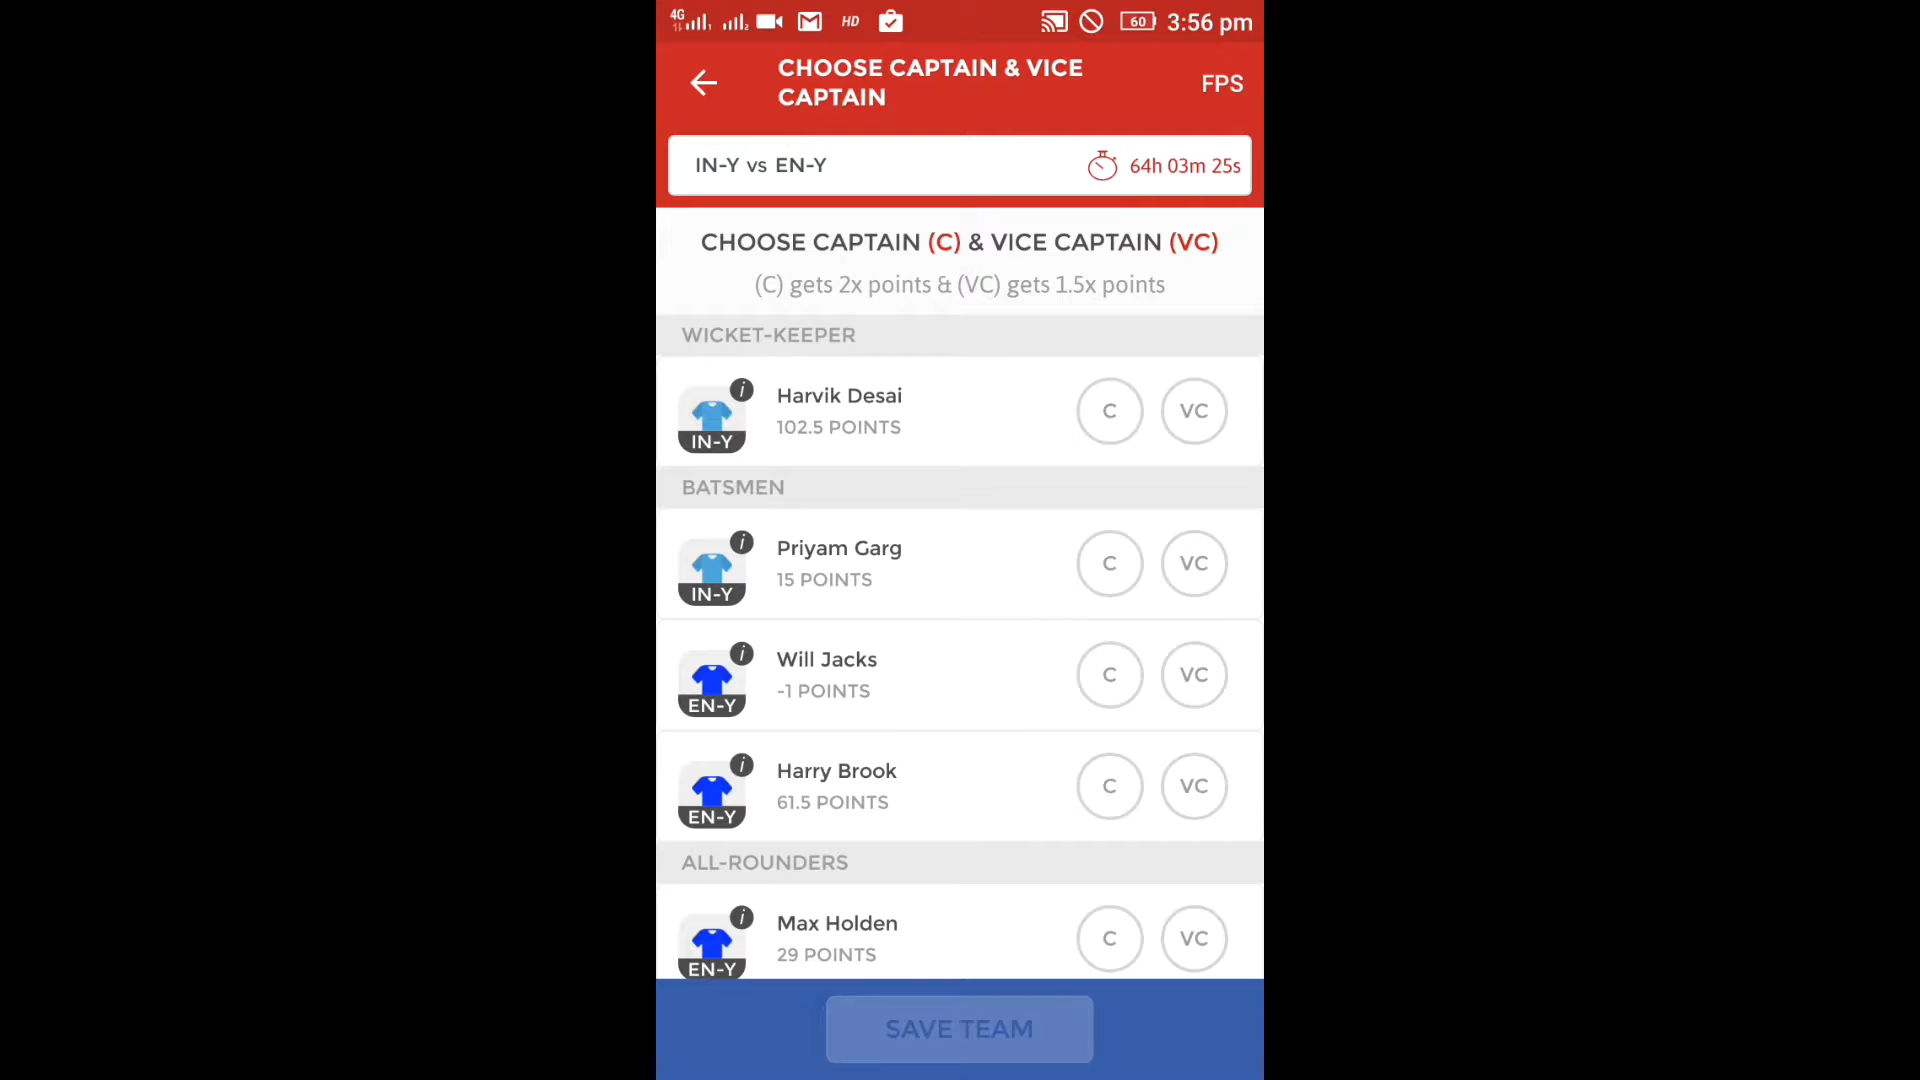 4G HD 60 3:56 pm
CHOOSE CAPTAIN & VICE
CAPTAIN
FPS
IN-Y vs EN-Y 64h 03m 25s
CHOOSE CAPTAIN (C) & VICE CAPTAIN (VC)
(C) gets 2x points & (VC) gets 1.5x points
WICKET-KEEPER
i
Harvik Desai
102.5 POINTS
IN-Y
C VC
BATSMEN
i
Priyam Garg
15 POINTS
IN-Y
C VC
i
Will Jacks
-1 POINTS
EN-Y
C VC
i
Harry Brook
61.5 POINTS
EN-Y
C VC
ALL-ROUNDERS
i
Max Holden
29 POINTS
EN-Y
C VC
SAVE TEAM